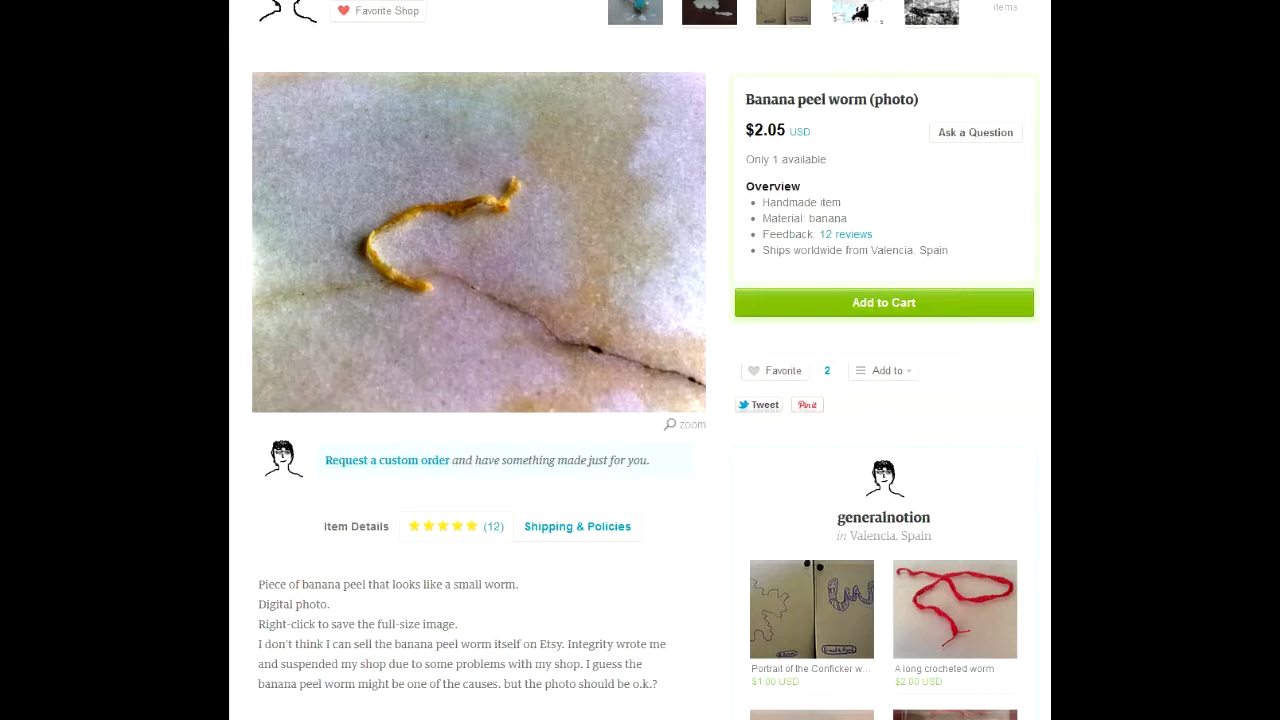 Favorite Shop
items
Banana peel worm (photo)
$2.05 USD
Ask a Question
Only 1 available
Overview
Handmade item
Material: banana
Feedback: 12 reviews
Ships worldwide from Valencia, Spain
Add to Cart
Favorite
2
Add to
Tweet
Pin it
zoom
Request a custom order and have something made just for you.
Item Details
(12)
Shipping & Policies
generalnotion
in Valencia, Spain
Piece of banana peel that looks like a small worm.
Digital photo.
Right-click to save the full-size image.
I don't think I can sell the banana peel worm itself on Etsy. Integrity wrote me
and suspended my shop due to some problems with my shop. I guess the
banana peel worm might be one of the causes. but the photo should be o.k.?
Portrait of the Conficker w...
$1.00 USD
A long crocheted worm
$2.00 USD